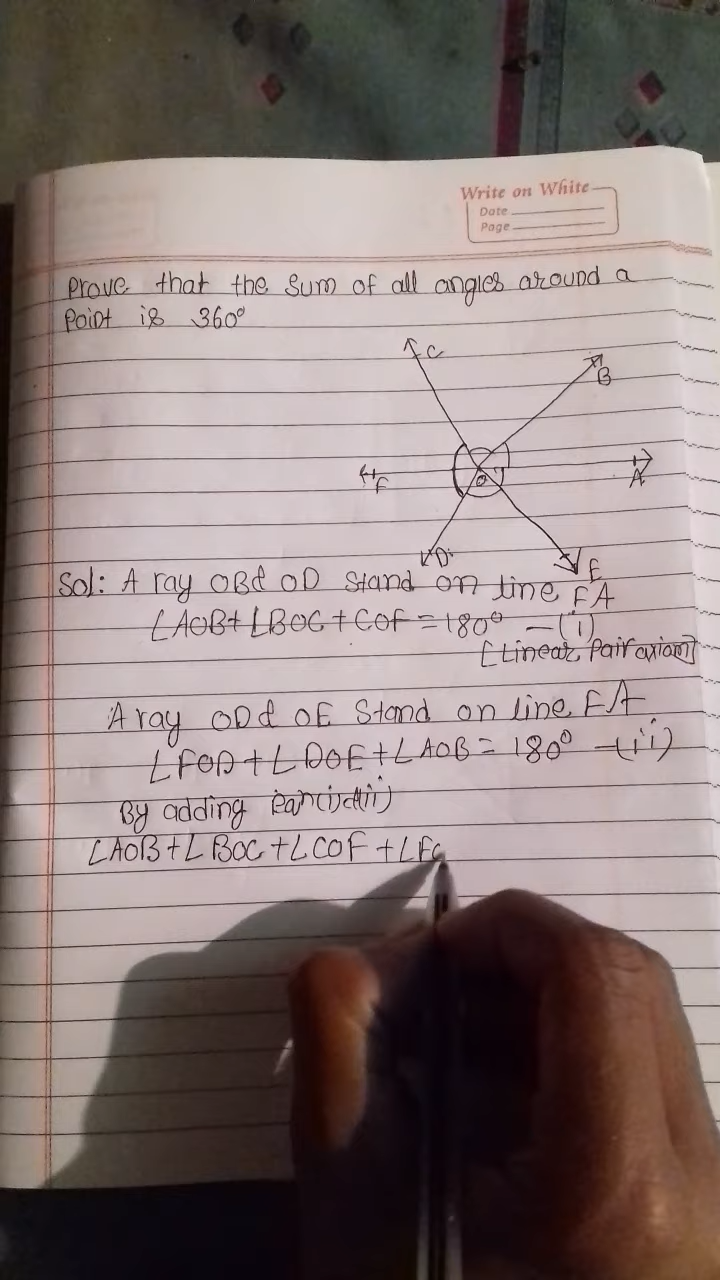 Write on White
Date
Page
Prove that the sum of all angles around a
Point is 360°
C
B
F
O
A
D
E
Sol: A ray OB & OD stand on line FA
∠AOB+∠BOC+COF=180° —(i)
[Linear Pair axiom]
A ray OD & OE Stand on line FA
∠FOD+∠DOE+∠AOB=180° —(ii)
By adding (i)&(ii)
∠AOB+∠BOC+∠COF+∠FO